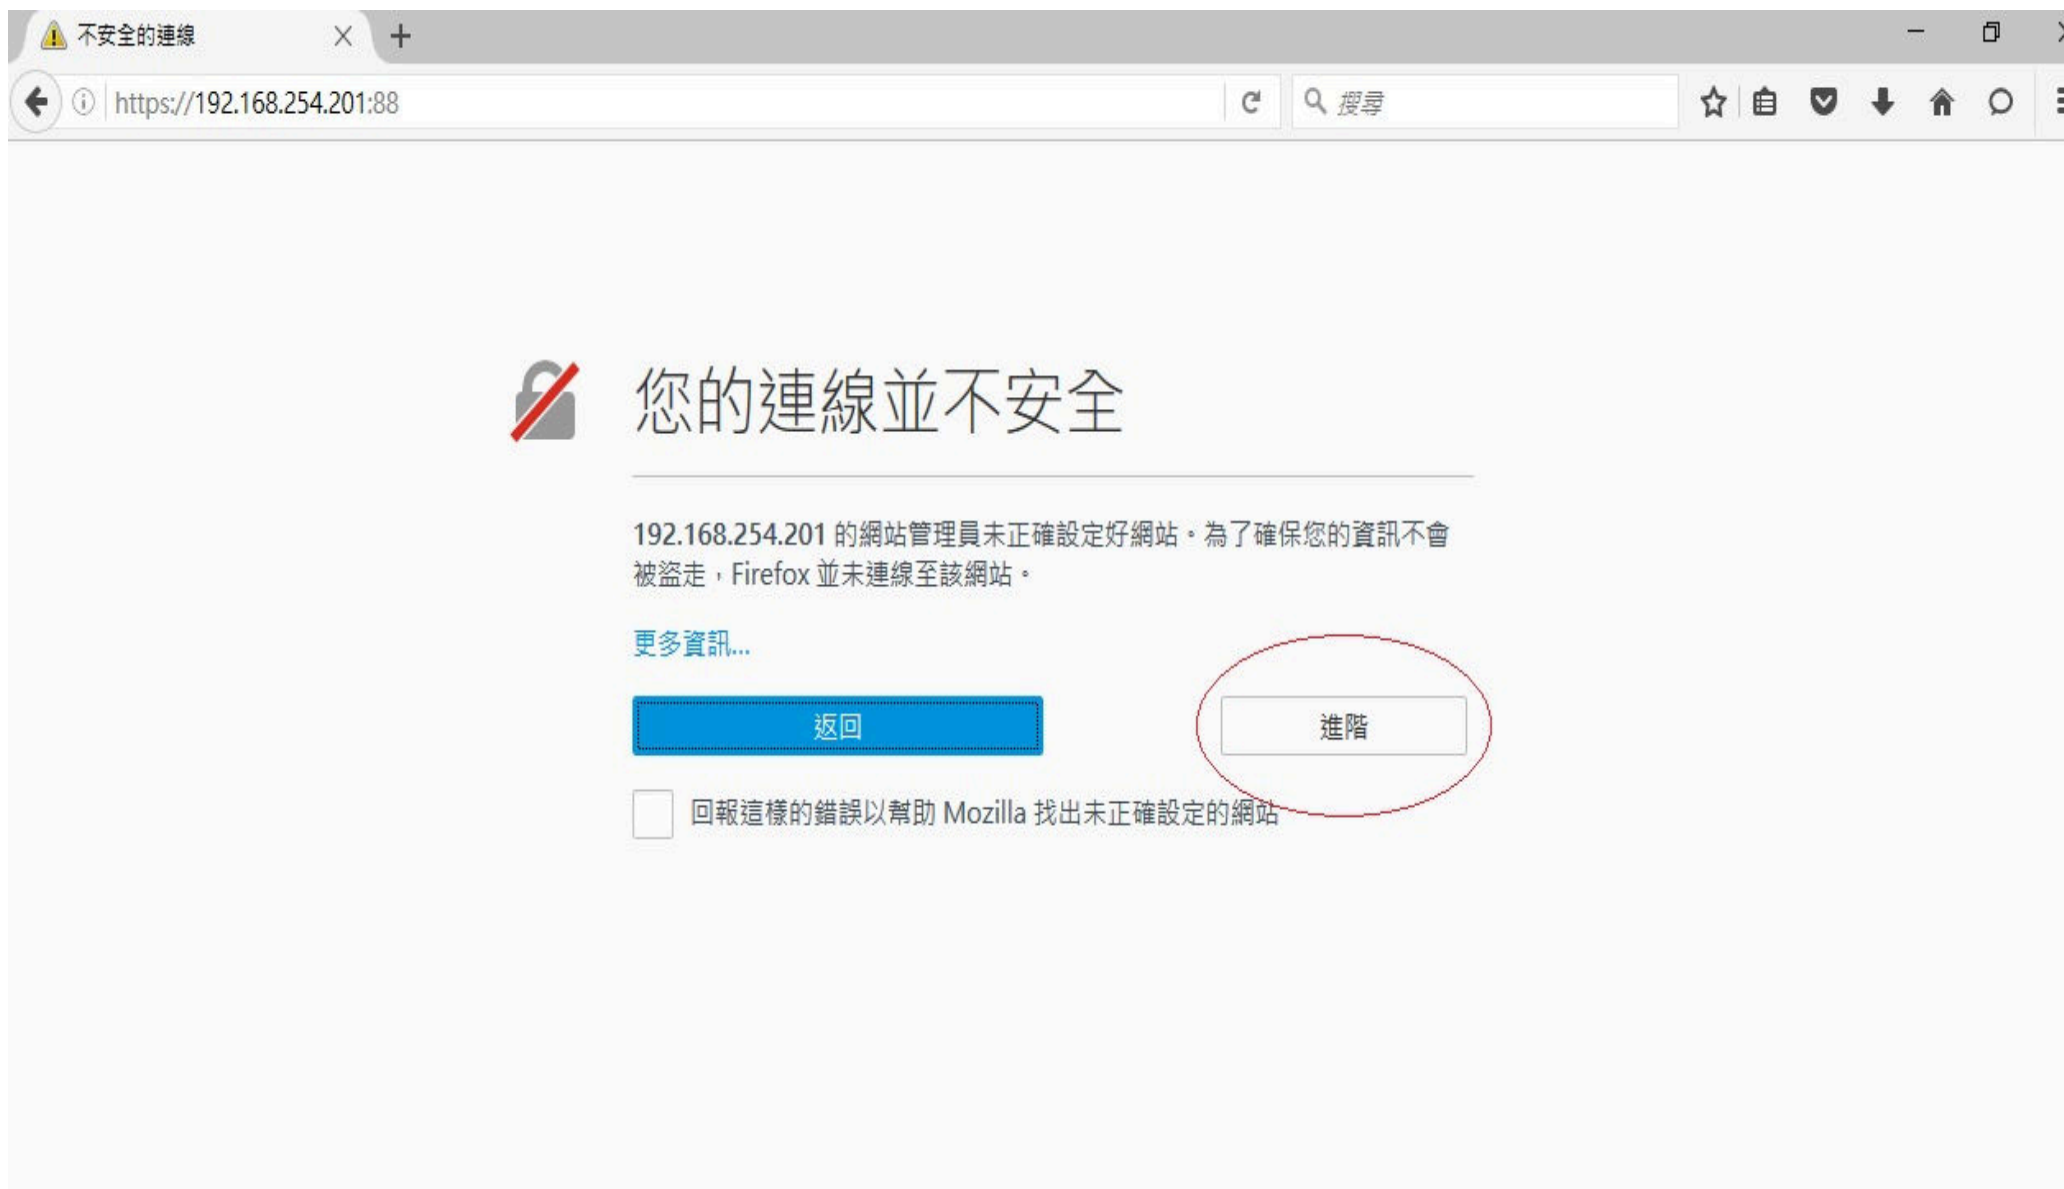 不安全的連線
https://192.168.254.201:88
搜尋
您的連線並不安全
192.168.254.201 的網站管理員未正確設定好網站。為了確保您的資訊不會
被盜走，Firefox 並未連線至該網站。
更多資訊...
返回
進階
回報這樣的錯誤以幫助 Mozilla 找出未正確設定的網站